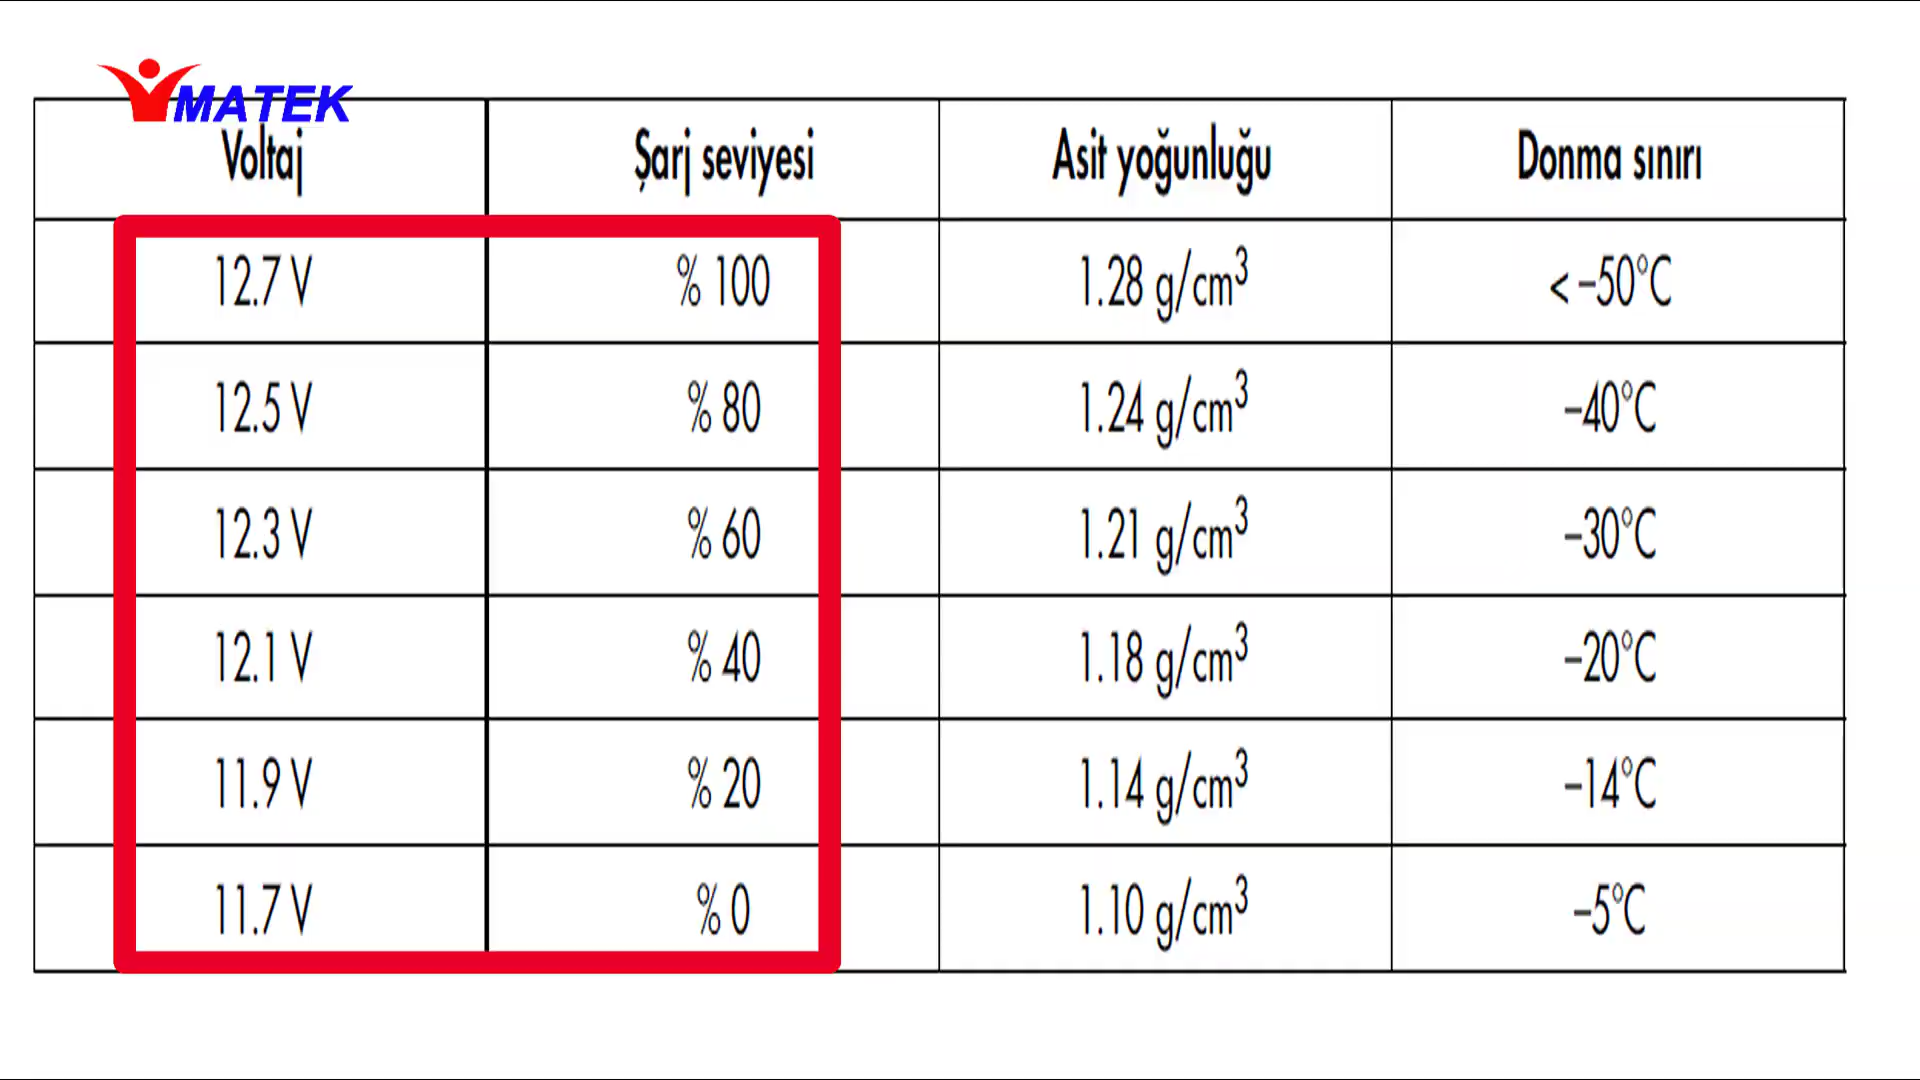 MATEK
Voltaj Şarj seviyesi Asit yoğunluğu Donma sınırı
12.7 V % 100 1.28 g/cm³ < –50°C
12.5 V % 80 1.24 g/cm³ –40°C
12.3 V % 60 1.21 g/cm³ –30°C
12.1 V % 40 1.18 g/cm³ –20°C
11.9 V % 20 1.14 g/cm³ –14°C
11.7 V % 0 1.10 g/cm³ –5°C